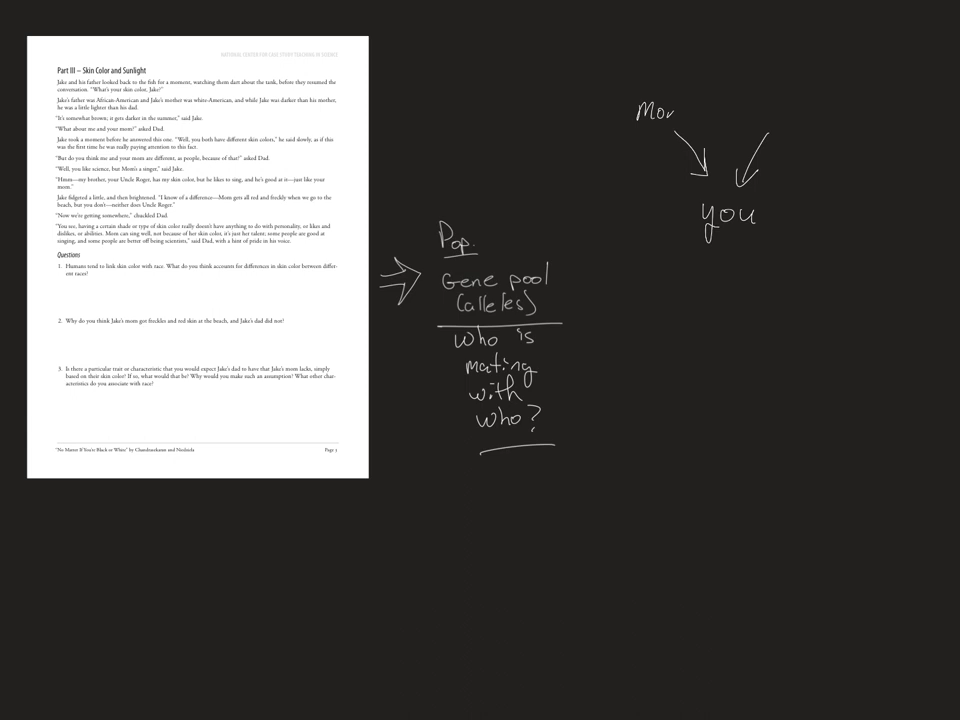 NATIONAL CENTER FOR CASE STUDY TEACHING IN SCIENCE
Part III – Skin Color and Sunlight
Jake and his father looked back to the fish for a moment, watching them dart about the tank, before they resumed the
conversation. "What's your skin color, Jake?"
Jake's father was African-American and Jake's mother was white-American, and while Jake was darker than his mother,
he was a little lighter than his dad.
"It's somewhat brown; it gets darker in the summer," said Jake.
"What about me and your mom?" asked Dad.
Jake took a moment before he answered this one. "Well, you both have different skin colors," he said slowly, as if this
was the first time he was really paying attention to this fact.
"But do you think me and your mom are different, as people, because of that?" asked Dad.
"Well, you like science, but Mom's a singer," said Jake.
"Hmm—my brother, your Uncle Roger, has my skin color, but he likes to sing, and he's good at it—just like your
mom."
Jake fidgeted a little, and then brightened. "I know of a difference—Mom gets all red and freckly when we go to the
beach, but you don't—neither does Uncle Roger."
"Now we're getting somewhere," chuckled Dad.
"You see, having a certain shade or type of skin color really doesn't have anything to do with personality, or likes and
dislikes, or abilities. Mom can sing well, not because of her skin color, it's just her talent; some people are good at
singing, and some people are better off being scientists," said Dad, with a hint of pride in his voice.
Questions
1. Humans tend to link skin color with race. What do you think accounts for differences in skin color between differ-
ent races?
2. Why do you think Jake's mom got freckles and red skin at the beach, and Jake's dad did not?
3. Is there a particular trait or characteristic that you would expect Jake's dad to have that Jake's mom lacks, simply
based on their skin color? If so, what would that be? Why would you make such an assumption? What other char-
acteristics do you associate with race?
"No Matter If You're Black or White" by Chandrasekaran and
Page 3
Pop.
Gene pool
(alleles)
Who is
mating
with
who?
Mor
you